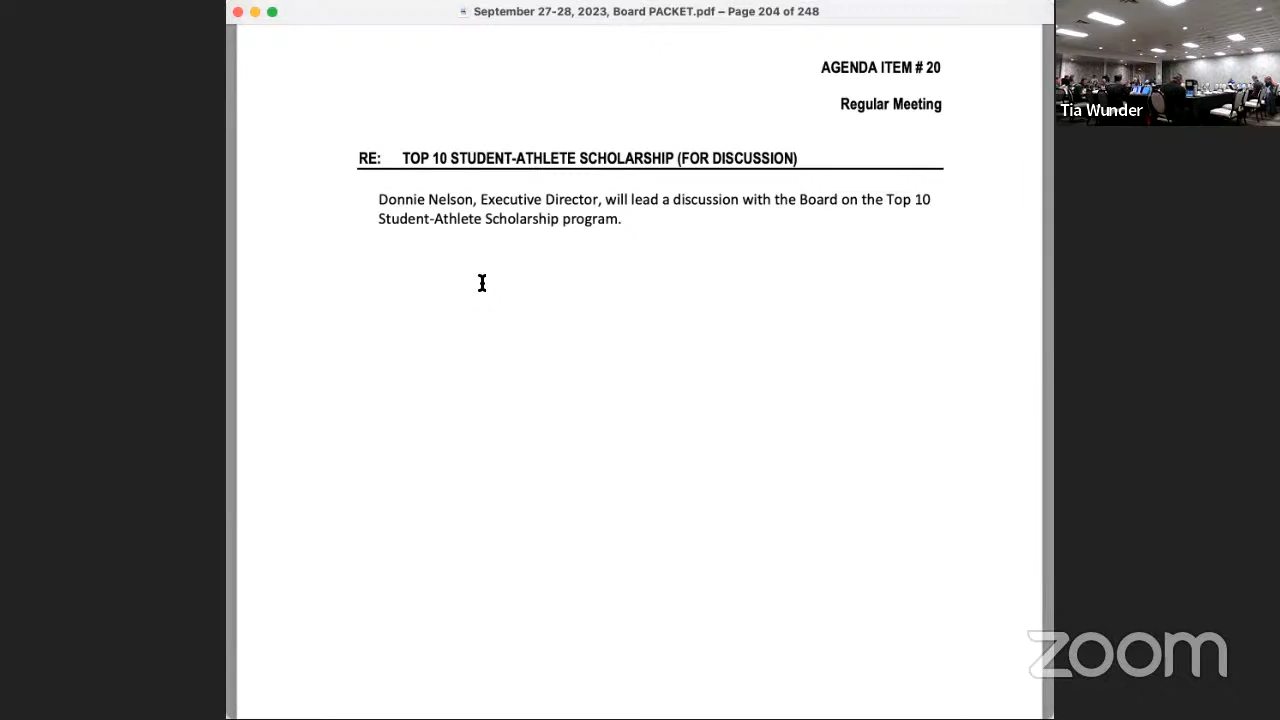 September 27-28, 2023, Board PACKET.pdf – Page 204 of 248
AGENDA ITEM # 20
Regular Meeting
Tia Wunder
RE: TOP 10 STUDENT-ATHLETE SCHOLARSHIP (FOR DISCUSSION)
Donnie Nelson, Executive Director, will lead a discussion with the Board on the Top 10
Student-Athlete Scholarship program.
zoom